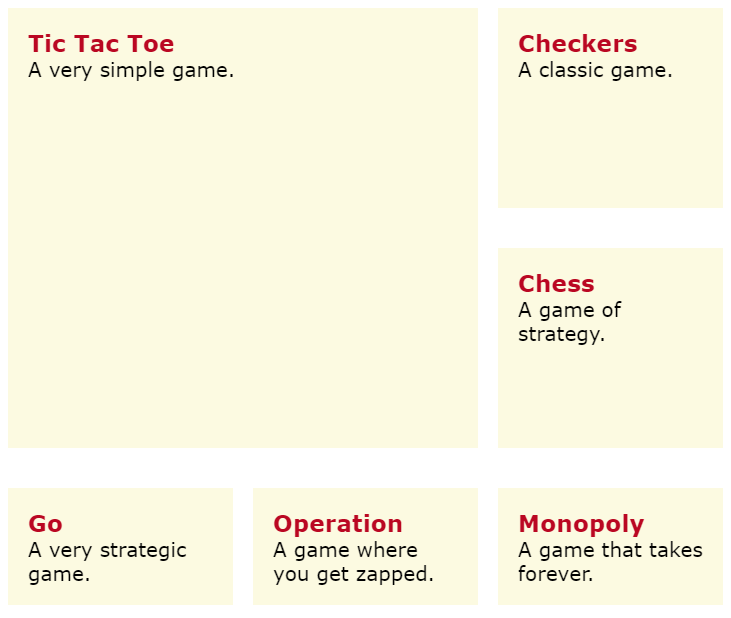 Tic Tac Toe
A very simple game.
Checkers
A classic game.
Chess
A game of
strategy.
Go
A very strategic
game.
Operation
A game where
you get zapped.
Monopoly
A game that takes
forever.